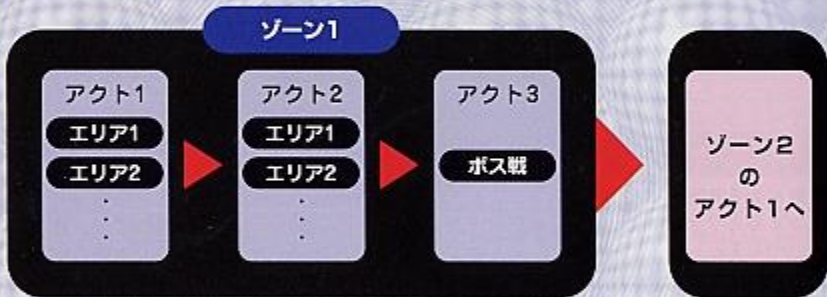 ゾーン1
アクト1
エリア1
エリア2
アクト2
エリア1
エリア2
アクト3
ボス戦
ゾーン2
の
アクト1へ